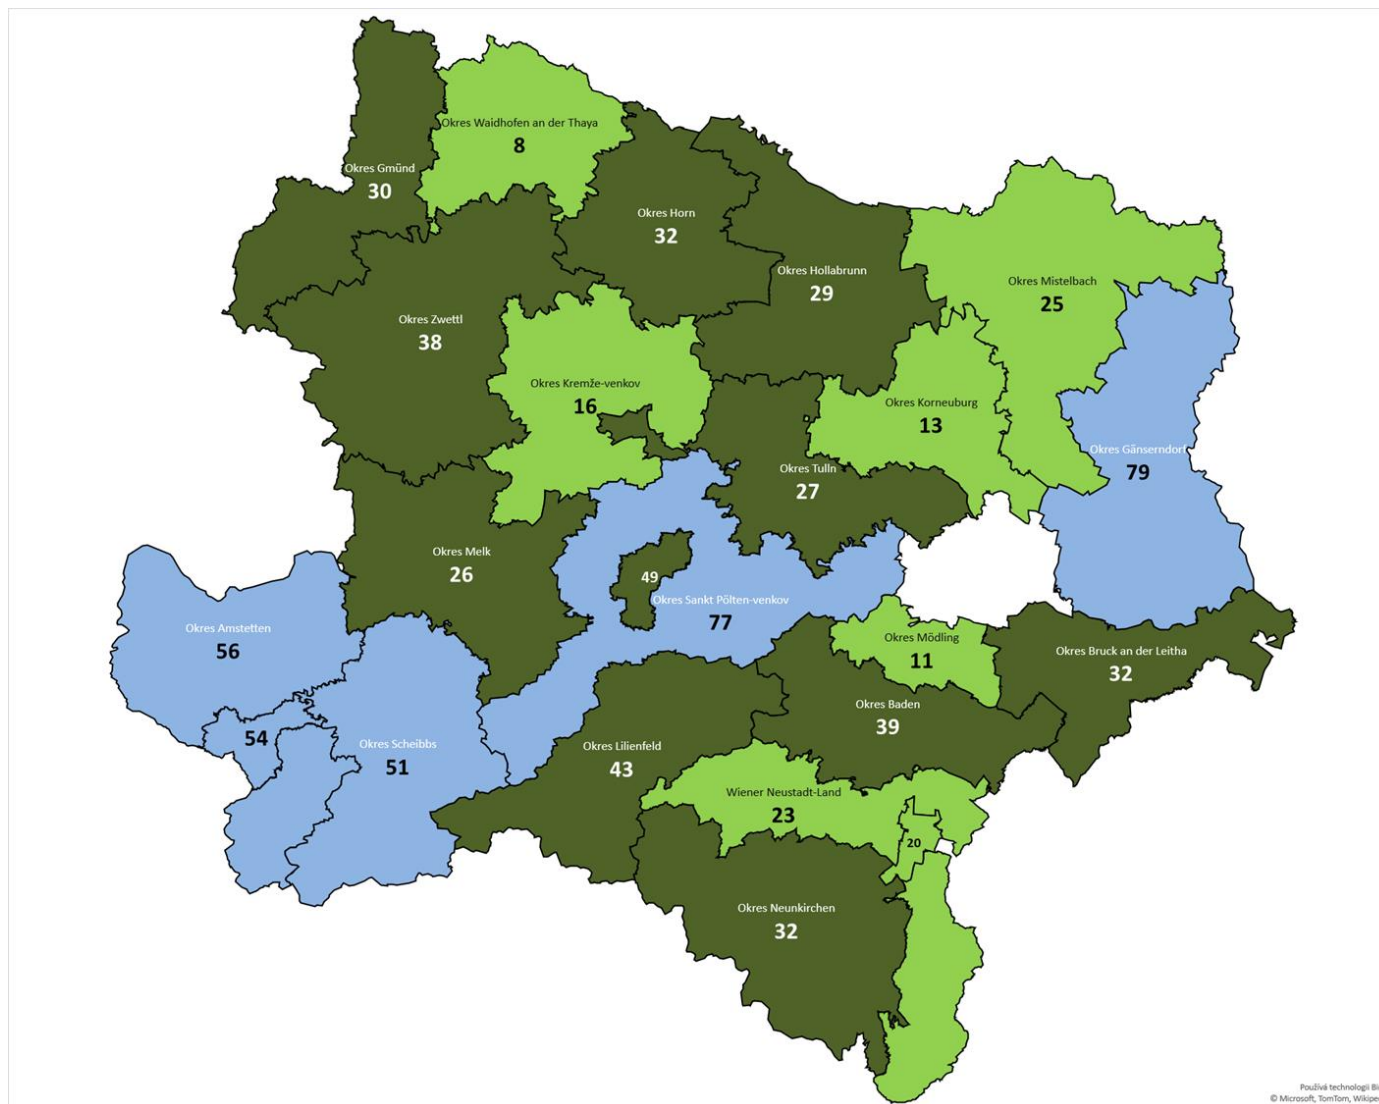 Okres Waidhofen an der Thaya
8
Okres Gmünd
30
Okres Horn
32
Okres Hollabrunn
29
Okres Mistelbach
25
Okres Zwettl
38
Okres Kremže-venkov
16
Okres Korneuburg
13
Okres Gänserndorf
79
Okres Tulln
27
Okres Melk
26
49
Okres Sankt Pölten-venkov
77
Okres Amstetten
56
Okres Mödling
11
Okres Bruck an der Leitha
32
Okres Baden
39
54
Okres Scheibbs
51
Okres Lilienfeld
43
Wiener Neustadt-Land
23
20
Okres Neunkirchen
32
Používá technologii Bi
© Microsoft, TomTom, Wikipe